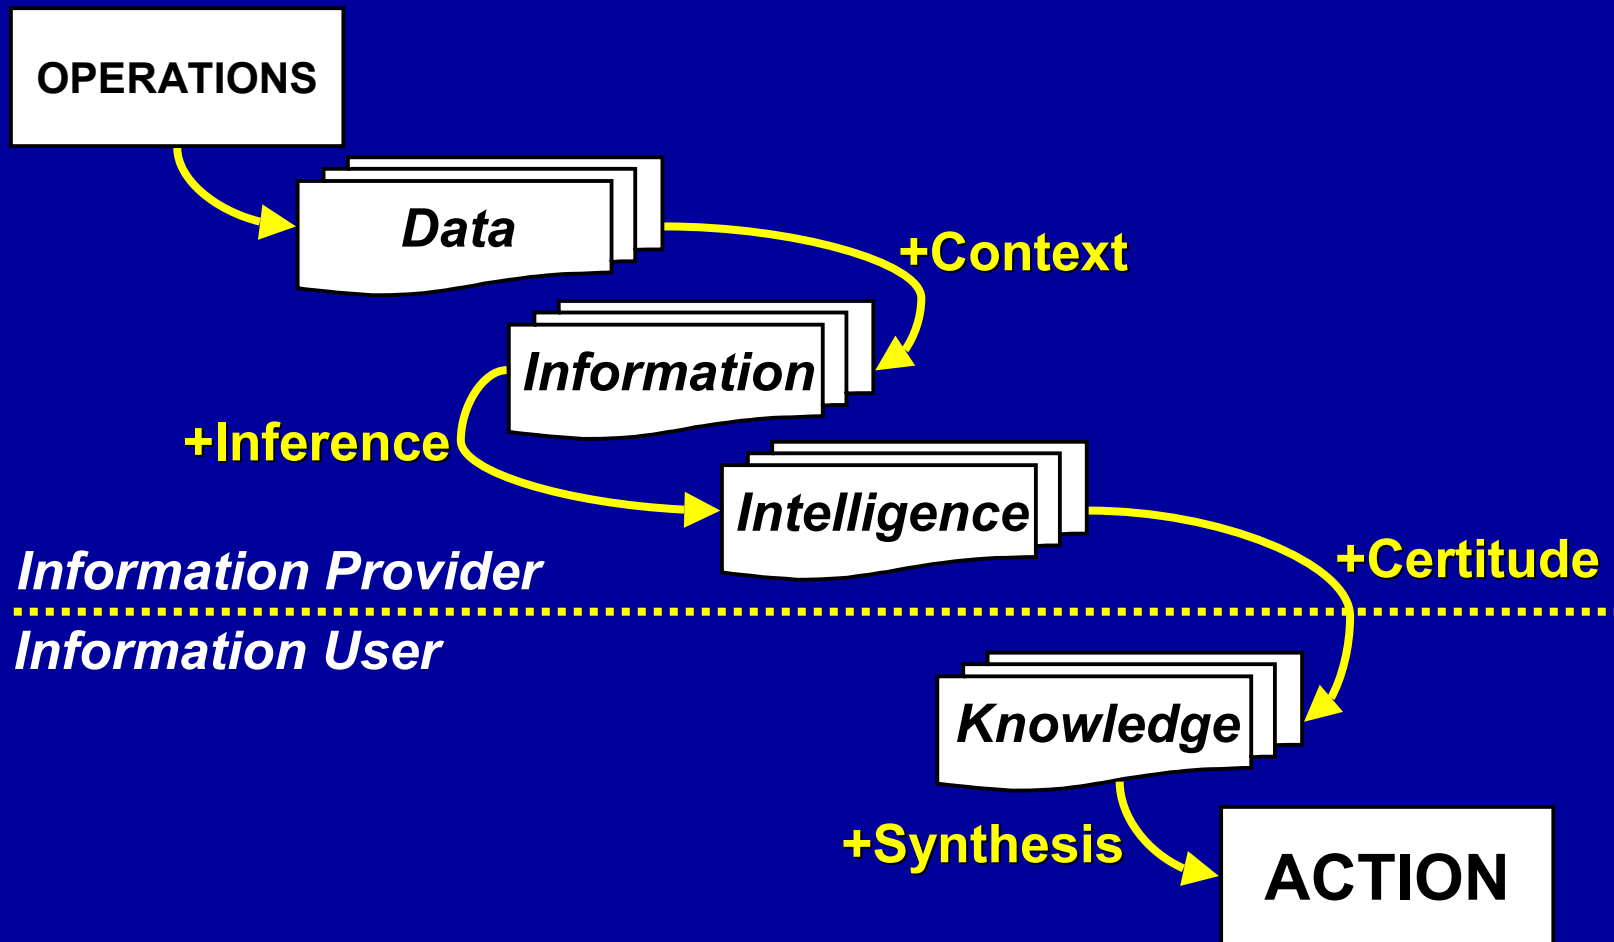 OPERATIONS
Data
+Context
Information
+Inference
Intelligence
Information Provider
+Certitude
Information User
Knowledge
+Synthesis
ACTION